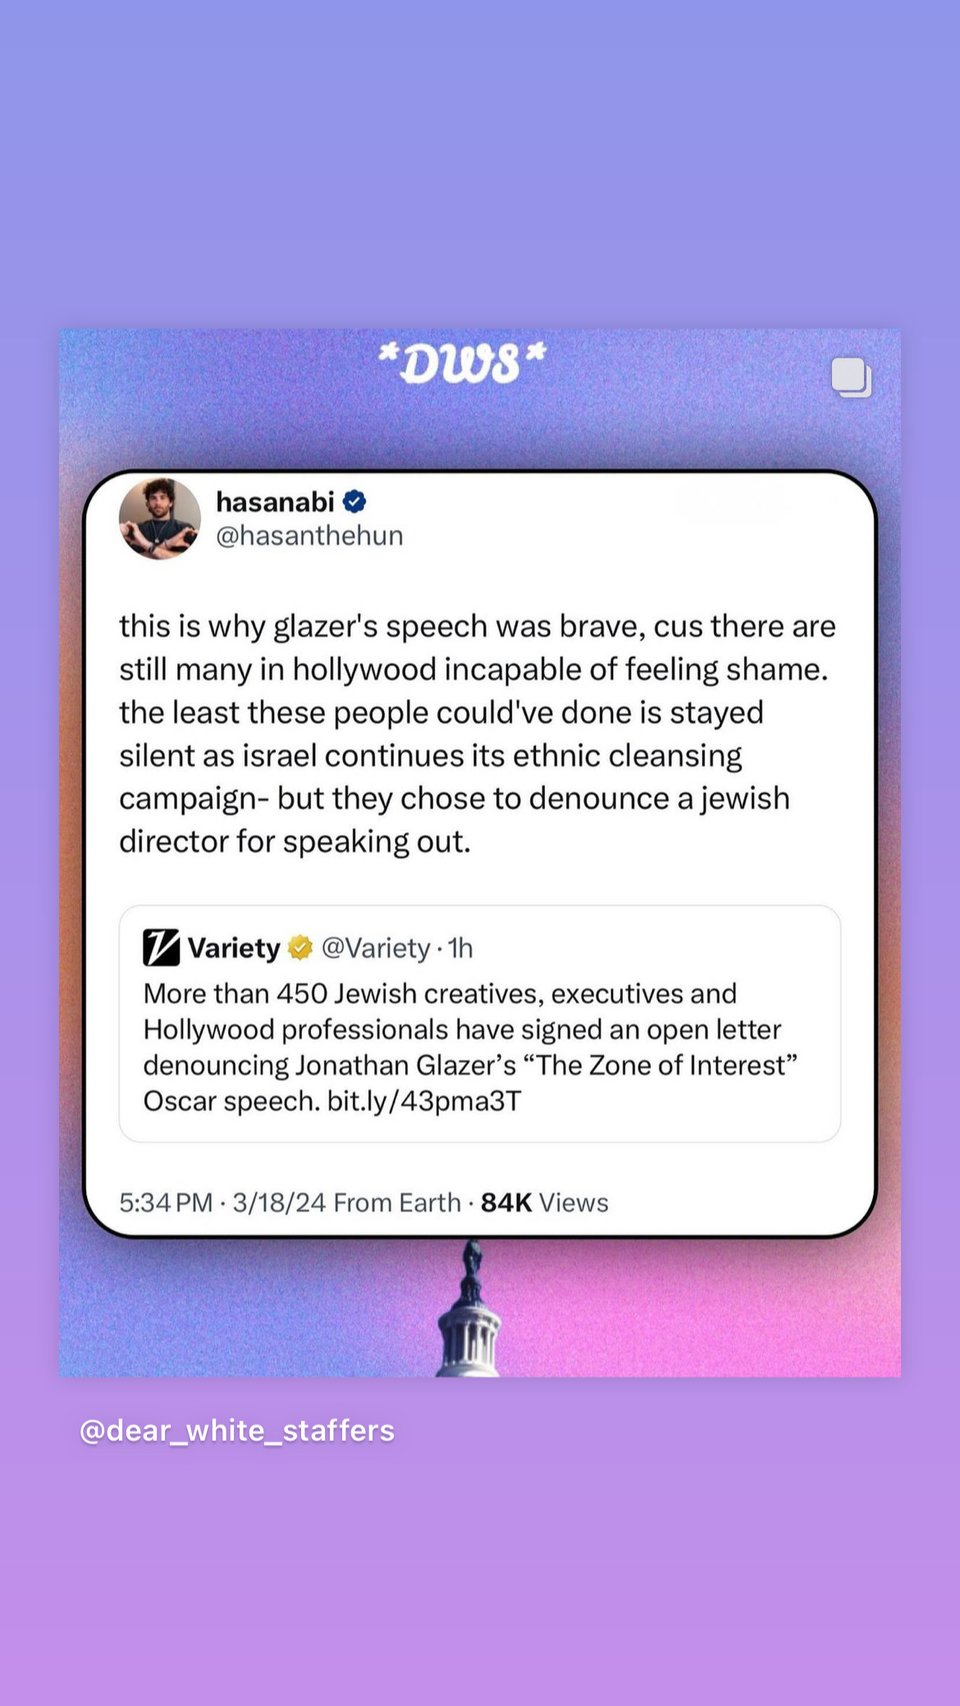 *DWS*
hasanabi
@hasanthehun
this is why glazer's speech was brave, cus there are
still many in hollywood incapable of feeling shame.
the least these people could've done is stayed
silent as israel continues its ethnic cleansing
campaign- but they chose to denounce a jewish
director for speaking out.
Variety @Variety · 1h
More than 450 Jewish creatives, executives and
Hollywood professionals have signed an open letter
denouncing Jonathan Glazer’s “The Zone of Interest”
Oscar speech. bit.ly/43pma3T
5:34 PM · 3/18/24 From Earth · 84K Views
@dear_white_staffers